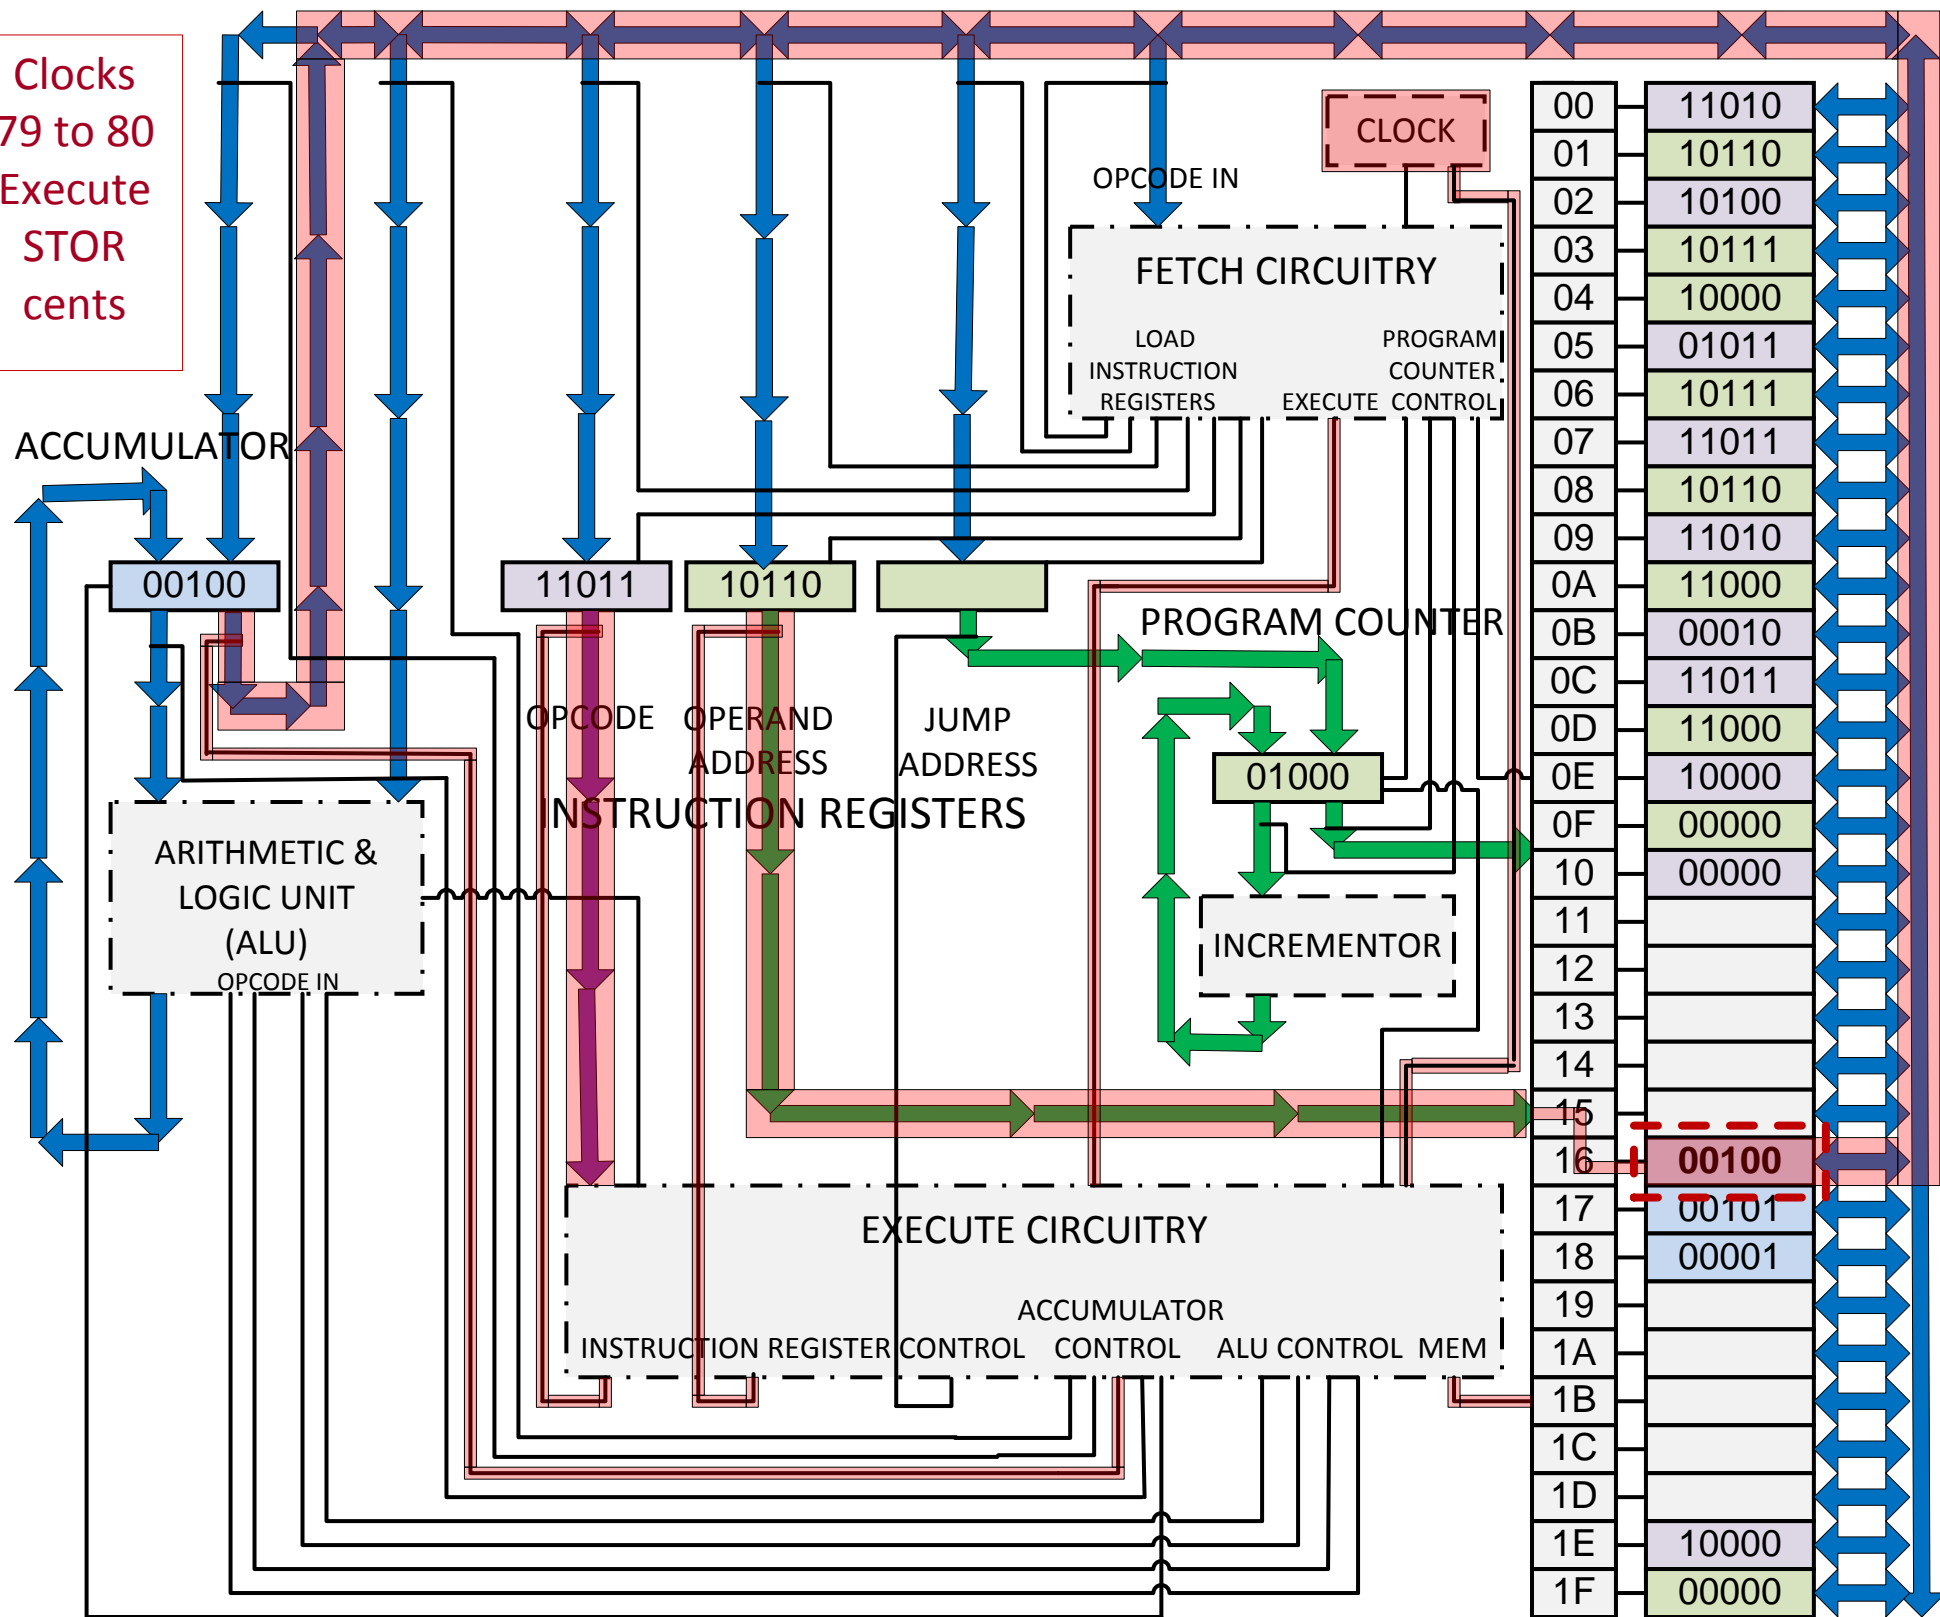 Clocks
79 to 80
Execute
STOR
cents
CLOCK
OPCODE IN
FETCH CIRCUITRY
LOAD
INSTRUCTION
REGISTERS
EXECUTE
PROGRAM
COUNTER
CONTROL
ACCUMULATOR
00100
11011
10110
PROGRAM COUNTER
OPCODE
OPERAND
ADDRESS
JUMP
ADDRESS
INSTRUCTION REGISTERS
01000
INCREMENTOR
ARITHMETIC &
LOGIC UNIT
(ALU)
OPCODE IN
EXECUTE CIRCUITRY
INSTRUCTION REGISTER CONTROL
ACCUMULATOR
CONTROL
ALU CONTROL
MEM
00 11010
01 10110
02 10100
03 10111
04 10000
05 01011
06 10111
07 11011
08 10110
09 11010
0A 11000
0B 00010
0C 11011
0D 11000
0E 10000
0F 00000
10 00000
11
12
13
14
15
16 00100
17 00101
18 00001
19
1A
1B
1C
1D
1E 10000
1F 00000